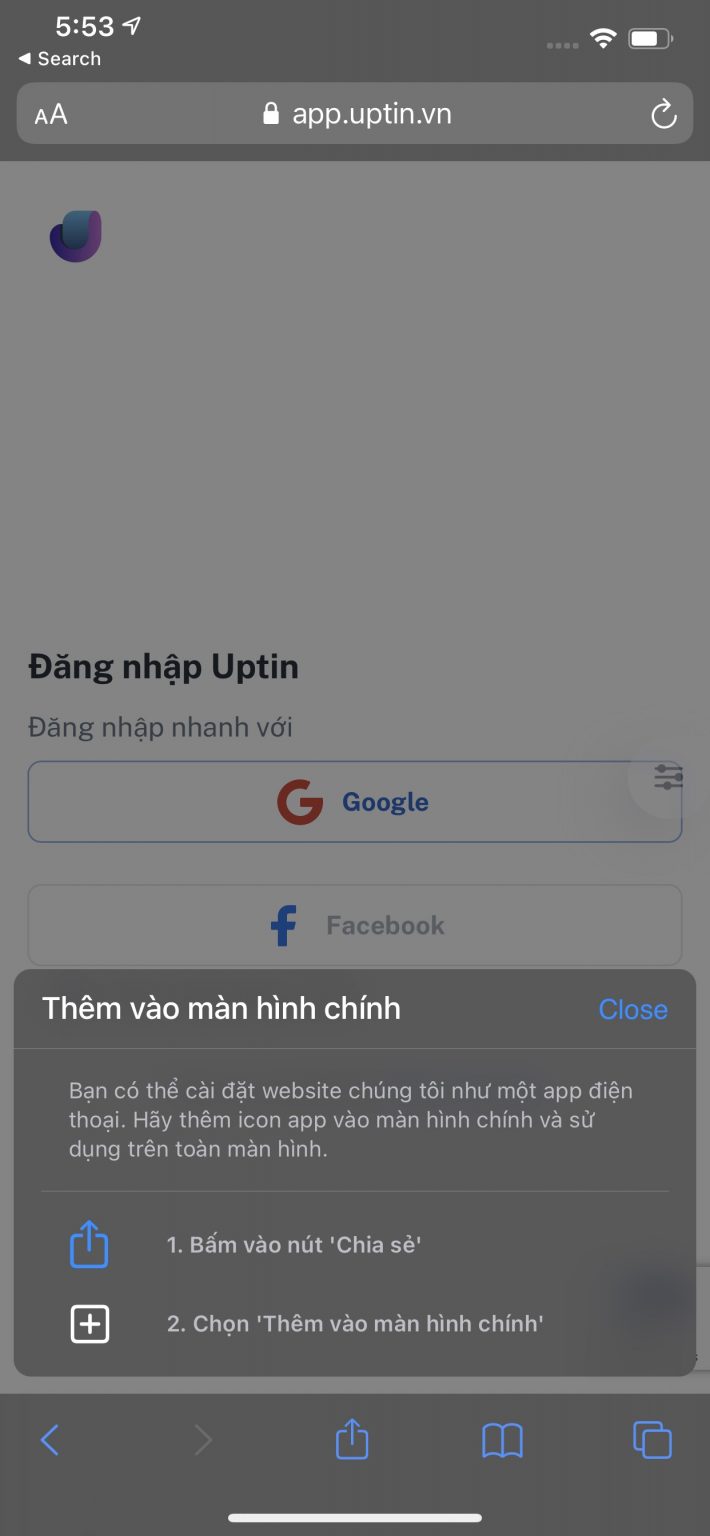 5:53
◀ Search
AA
app.uptin.vn
Đăng nhập Uptin
Đăng nhập nhanh với
Google
Facebook
Thêm vào màn hình chính
Close
Bạn có thể cài đặt website chúng tôi như một app điện
thoại. Hãy thêm icon app vào màn hình chính và sử
dụng trên toàn màn hình.
1. Bấm vào nút 'Chia sẻ'
2. Chọn 'Thêm vào màn hình chính'